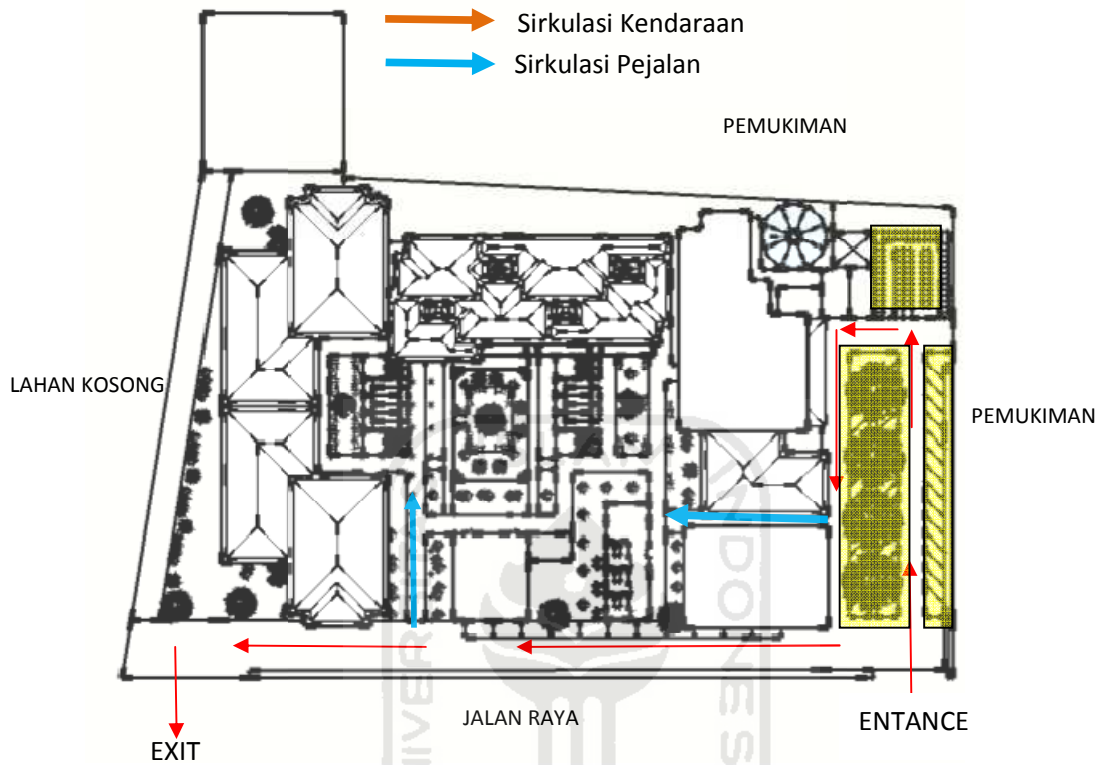 Sirkulasi Kendaraan
Sirkulasi Pejalan
PEMUKIMAN
LAHAN KOSONG
PEMUKIMAN
JALAN RAYA
ENTANCE
EXIT